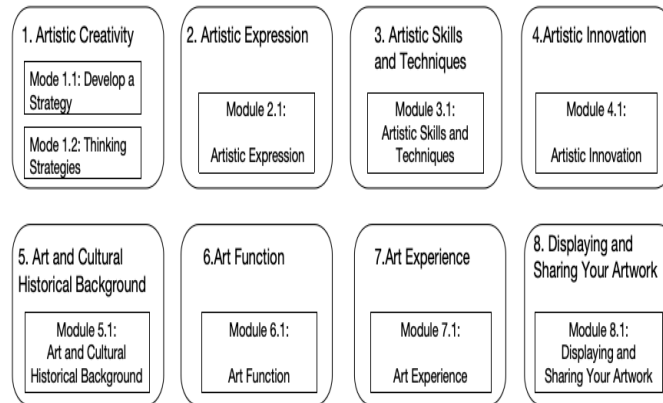 1. Artistic Creativity
Mode 1.1: Develop a
Strategy
Mode 1.2: Thinking
Strategies
2. Artistic Expression
Module 2.1:
Artistic Expression
3. Artistic Skills
and Techniques
Module 3.1:
Artistic Skills and
Techniques
4.Artistic Innovation
Module 4.1:
Artistic Innovation
5. Art and Cultural
Historical Background
Module 5.1:
Art and Cultural
Historical Background
6.Art Function
Module 6.1:
Art Function
7.Art Experience
Module 7.1:
Art Experience
8. Displaying and
Sharing Your Artwork
Module 8.1:
Displaying and
Sharing Your Artwork